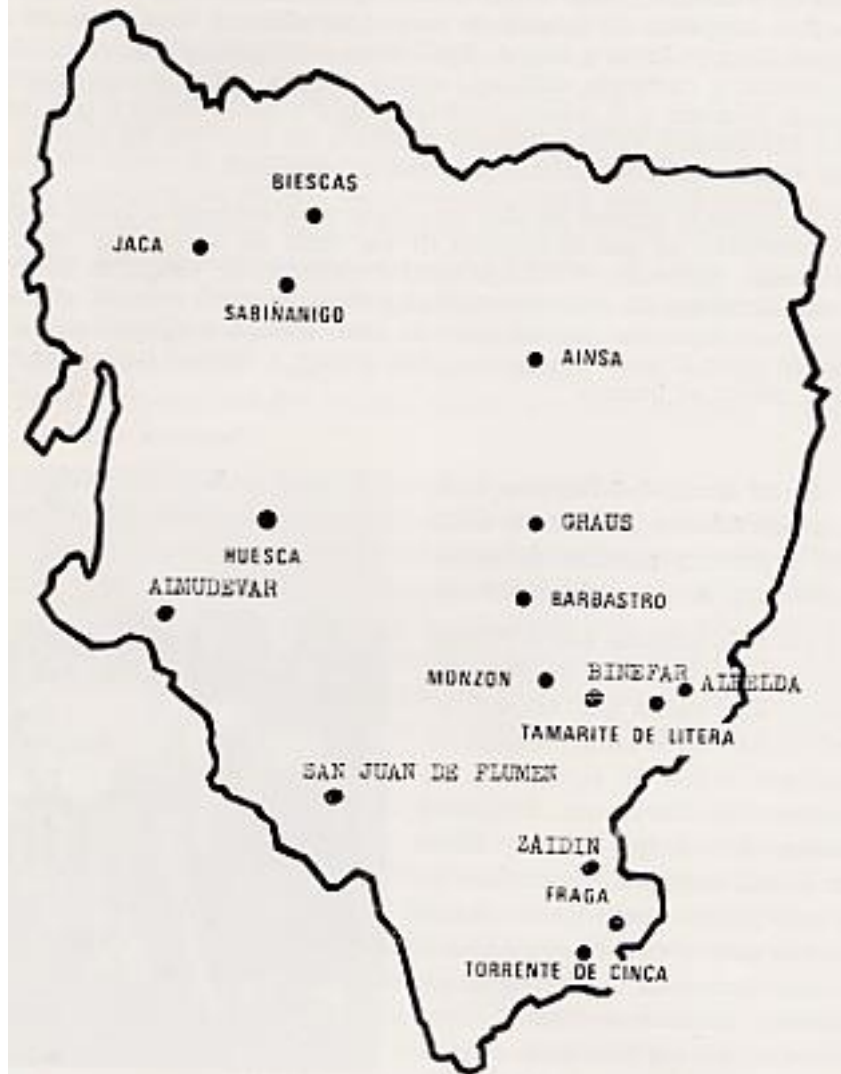 BIESCAS
JACA
SABIÑANIGO
AINSA
GRAUS
HUESCA
ALMUDEVAR
BARBASTRO
MONZON
BINEFAR
ALBELDA
TAMARITE DE LITERA
SAN JUAN DE FLUMEN
ZAIDIN
FRAGA
TORRENTE DE CINCA